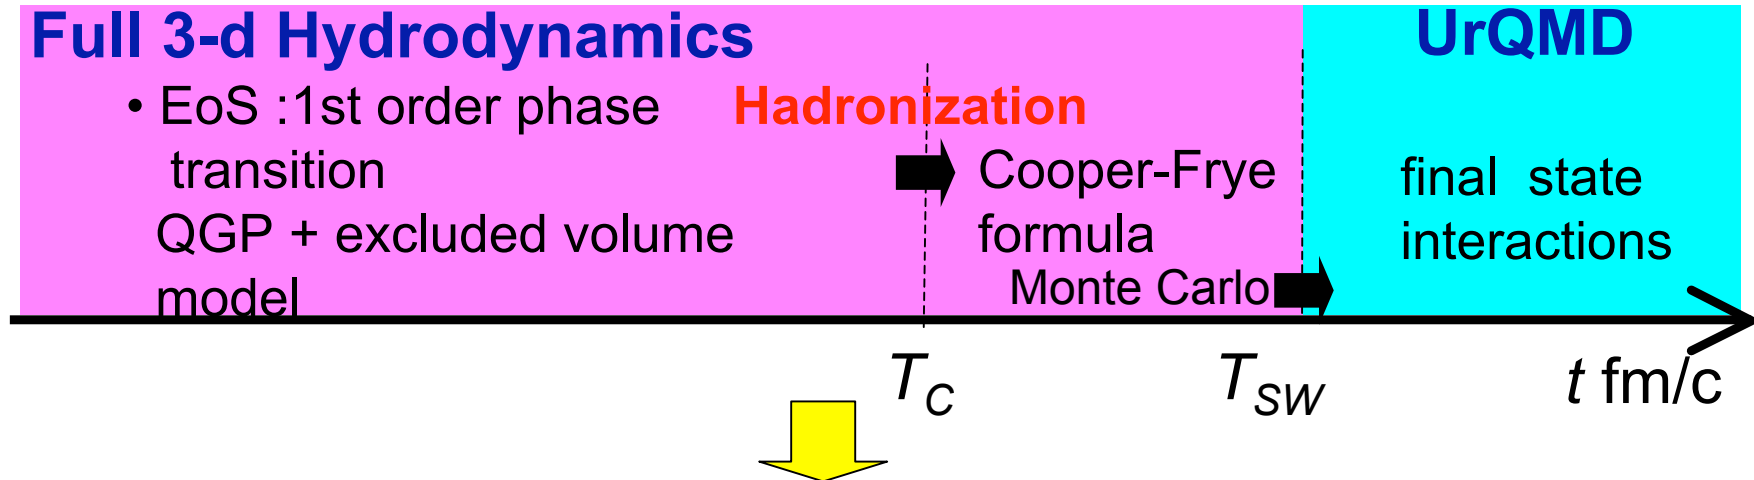 Full 3-d Hydrodynamics
• EoS :1st order phase
transition
QGP + excluded volume
model
Hadronization
Cooper-Frye
formula
Monte Carlo
UrQMD
final state
interactions
T_C
T_SW
t fm/c